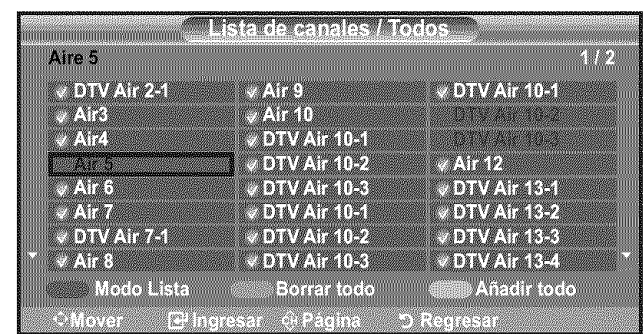 Lista de canales / Todos
Aire 5 1 / 2
DTV Air 2-1 Air 9 DTV Air 10-1
Air3 Air 10 DTV Air 10-2
Air4 DTV Air 10-1 DTV Air 10-3
Air 5 DTV Air 10-2 Air 12
Air 6 DTV Air 10-3 DTV Air 13-1
Air 7 DTV Air 10-1 DTV Air 13-2
DTV Air 7-1 DTV Air 10-2 DTV Air 13-3
Air 8 DTV Air 10-3 DTV Air 13-4
Modo Lista Borrar todo Añadir todo
Mover Ingresar Página Regresar